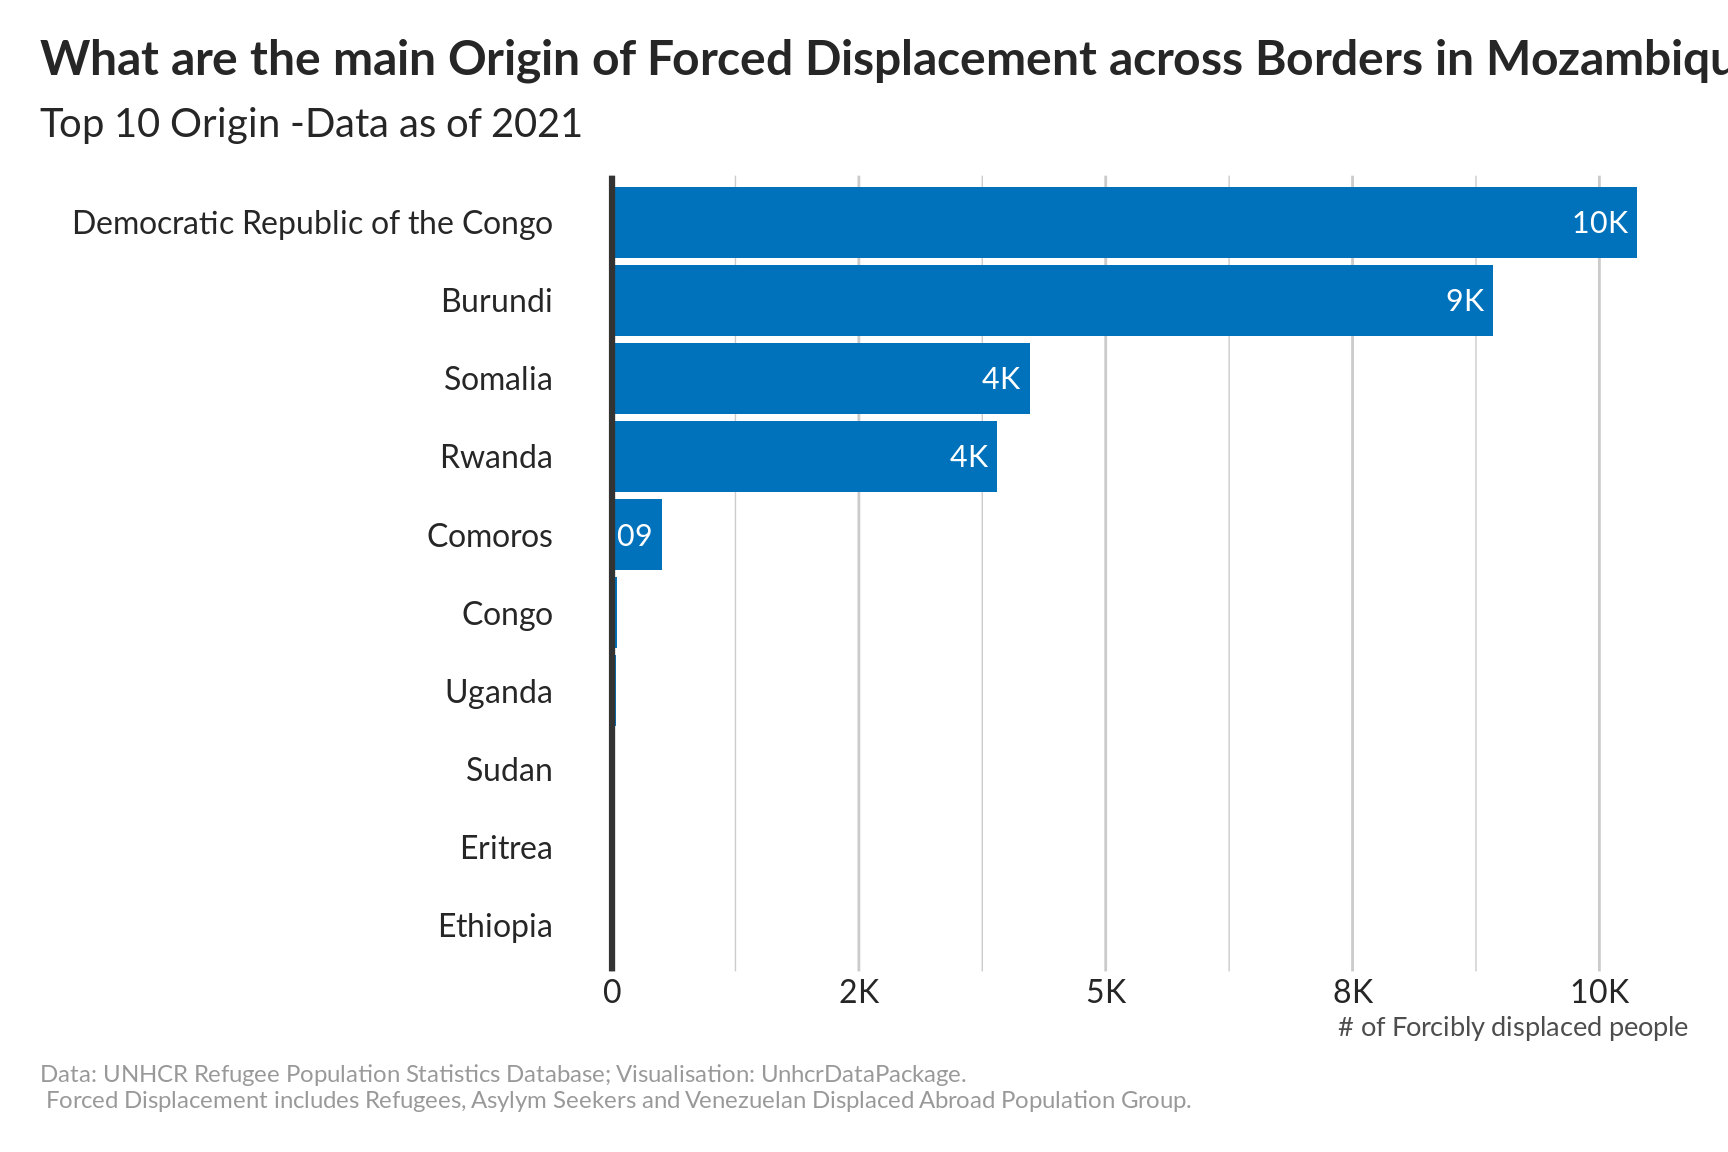 What are the main Origin of Forced Displacement across Borders in Mozambiqu
Top 10 Origin -Data as of 2021
Democratic Republic of the Congo
10K
Burundi
9K
Somalia
4K
Rwanda
4K
Comoros
09
Congo
Uganda
Sudan
Eritrea
Ethiopia
0 2K 5K 8K 10K
# of Forcibly displaced people
Data: UNHCR Refugee Population Statistics Database; Visualisation: UnhcrDataPackage.
Forced Displacement includes Refugees, Asylym Seekers and Venezuelan Displaced Abroad Population Group.